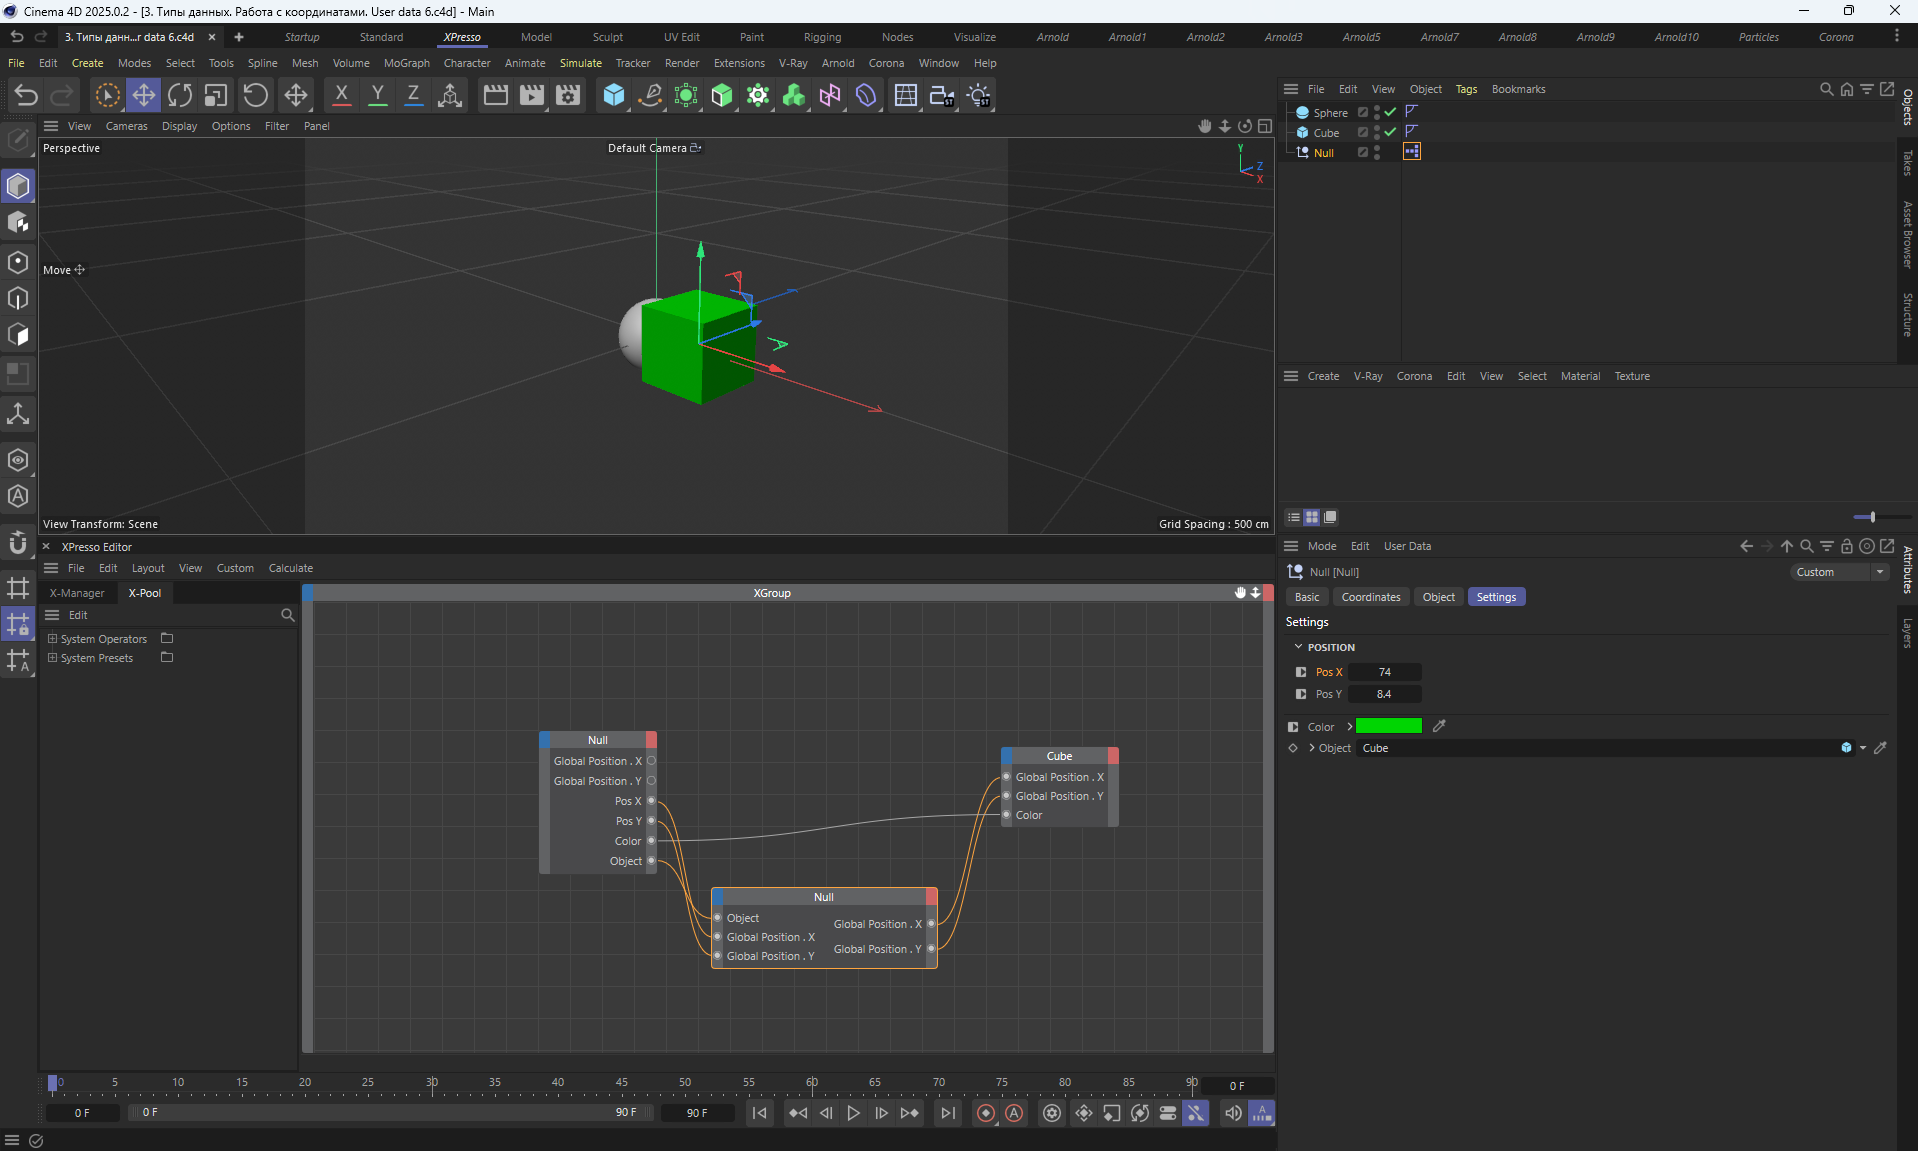 Cinema 4D 2025.0.2 - [3. Типы данных. Работа с координатами. User data 6.c4d] - Main
3. Типы данн...r data 6.c4d
Startup Standard XPresso Model Sculpt UV Edit Paint Rigging Nodes Visualize Arnold Arnold1 Arnold2 Arnold3 Arnold5 Arnold7 Arnold8 Arnold9 Arnold10 Particles Corona
File Edit Create Modes Select Tools Spline Mesh Volume MoGraph Character Animate Simulate Tracker Render Extensions V-Ray Arnold Corona Window Help
X Y Z ST ST
View Cameras Display Options Filter Panel
Perspective
Default Camera
Y
Z
X
Move
View Transform: Scene
Grid Spacing : 500 cm
File Edit View Object Tags Bookmarks
Sphere
Cube
Null
Objects
Takes
Asset Browser
Structure
Create V-Ray Corona Edit View Select Material Texture
XPresso Editor
File Edit Layout View Custom Calculate
X-Manager X-Pool
Edit
System Operators
System Presets
XGroup
Null
Global Position . X
Global Position . Y
Pos X
Pos Y
Color
Object
Null
Object
Global Position . X
Global Position . Y
Global Position . X
Global Position . Y
Cube
Global Position . X
Global Position . Y
Color
Mode Edit User Data
Null [Null]
Custom
Basic Coordinates Object Settings
Settings
POSITION
Pos X 74
Pos Y 8.4
Color
Object Cube
Attributes
Layers
0 5 10 15 20 25 30 35 40 45 50 55 60 65 70 75 80 85 90
0 F
0 F
0 F
90 F
90 F
A
A
A